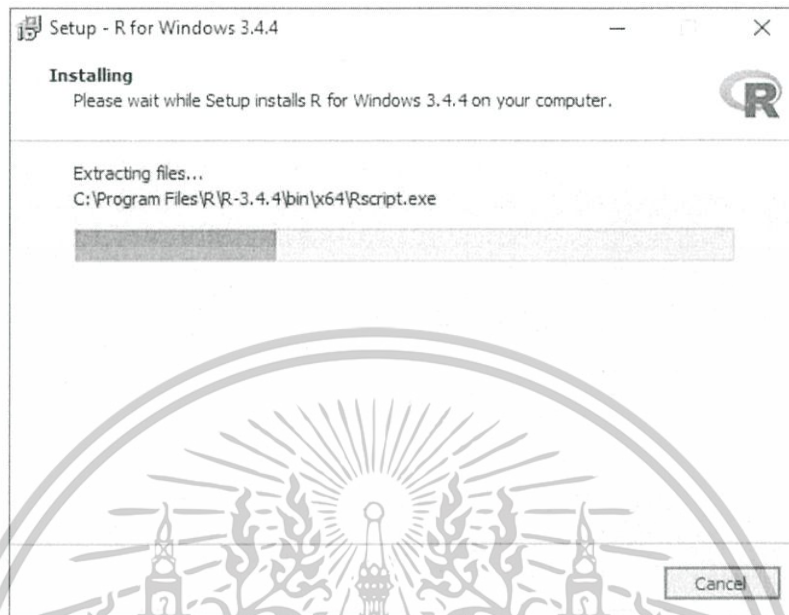 Setup - R for Windows 3.4.4
Installing
Please wait while Setup installs R for Windows 3.4.4 on your computer.
R
Extracting files...
C:\Program Files\R\R-3.4.4\bin\x64\Rscript.exe
Cancel